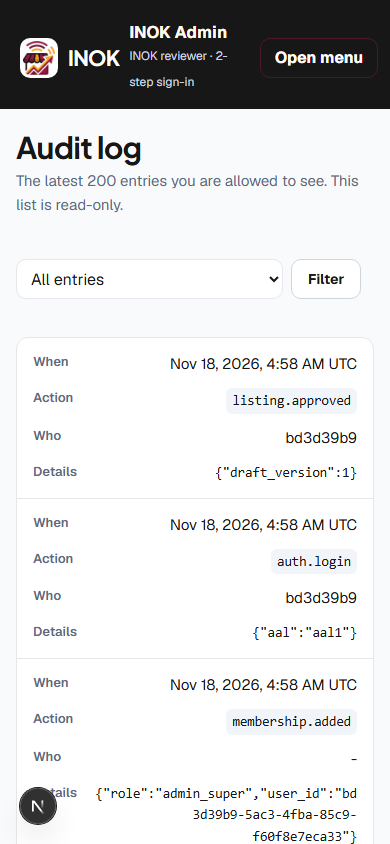 INOK
INOK Admin
INOK reviewer · 2-
step sign-in
Open menu
Audit log
The latest 200 entries you are allowed to see. This
list is read-only.
All entries
Filter
When
Nov 18, 2026, 4:58 AM UTC
Action
listing.approved
Who
bd3d39b9
Details
{"draft_version":1}
When
Nov 18, 2026, 4:58 AM UTC
Action
auth.login
Who
bd3d39b9
Details
{"aal":"aal1"}
When
Nov 18, 2026, 4:58 AM UTC
Action
membership.added
Who
-
tails
{"role":"admin_super","user_id":"bd
3d39b9-5ac3-4fba-85c9-
f60f8e7eca33"}
N